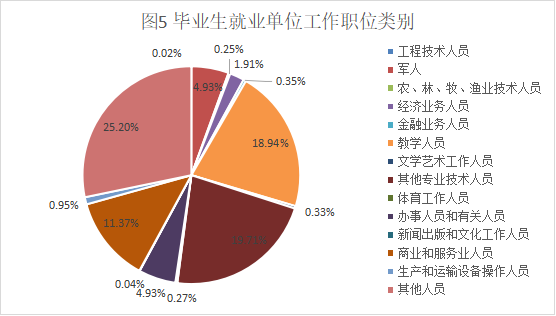 图5 毕业生就业单位工作职位类别
0.02%
4.93%
0.25%
1.91%
0.35%
18.94%
0.33%
0.27%
4.93%
0.04%
11.37%
0.95%
25.20%
工程技术人员
军人
农、林、牧、渔业技术人员
经济业务人员
金融业务人员
教学人员
文学艺术工作人员
其他专业技术人员
体育工作人员
办事人员和有关人员
新闻出版和文化工作人员
商业和服务业人员
生产和运输设备操作人员
其他人员